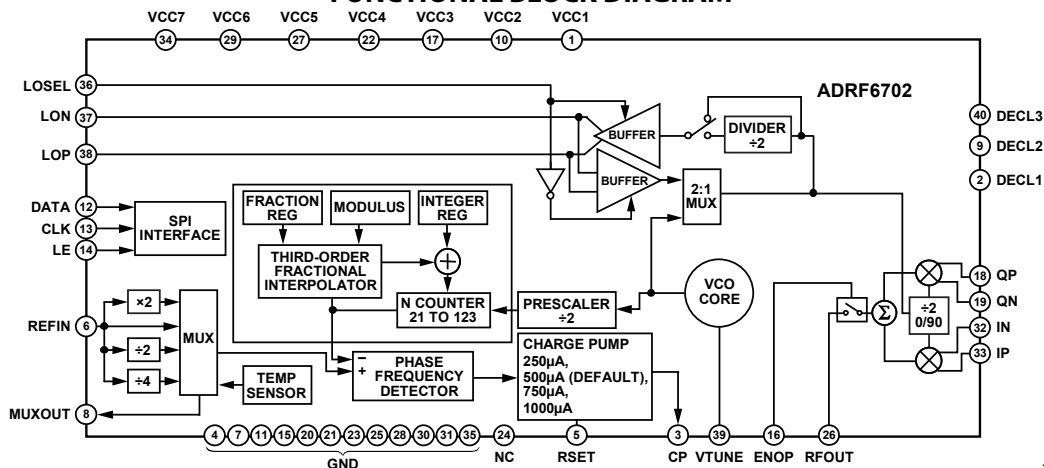 FUNCTIONAL BLOCK DIAGRAM
VCC7 VCC6 VCC5 VCC4 VCC3 VCC2 VCC1
34 29 27 22 17 10 1
ADRF6702
LOSEL 36
LON 37
LOP 38
BUFFER
DIVIDER
÷2
BUFFER
2:1
MUX
40 DECL3
9 DECL2
2 DECL1
DATA 12
CLK 13
LE 14
SPI
INTERFACE
FRACTION
REG
MODULUS
INTEGER
REG
THIRD-ORDER
FRACTIONAL
INTERPOLATOR
+
N COUNTER
21 TO 123
PRESCALER
÷2
VCO
CORE
18 QP
19 QN
32 IN
33 IP
Σ
÷2
0/90
REFIN 6
×2
÷2
÷4
MUX
TEMP
SENSOR
MUXOUT 8
−
+
PHASE
FREQUENCY
DETECTOR
CHARGE PUMP
250µA,
500µA (DEFAULT),
750µA,
1000µA
4 7 11 15 20 21 23 25 28 30 31 35 24 5 3 39 16 26
GND NC RSET CP VTUNE ENOP RFOUT